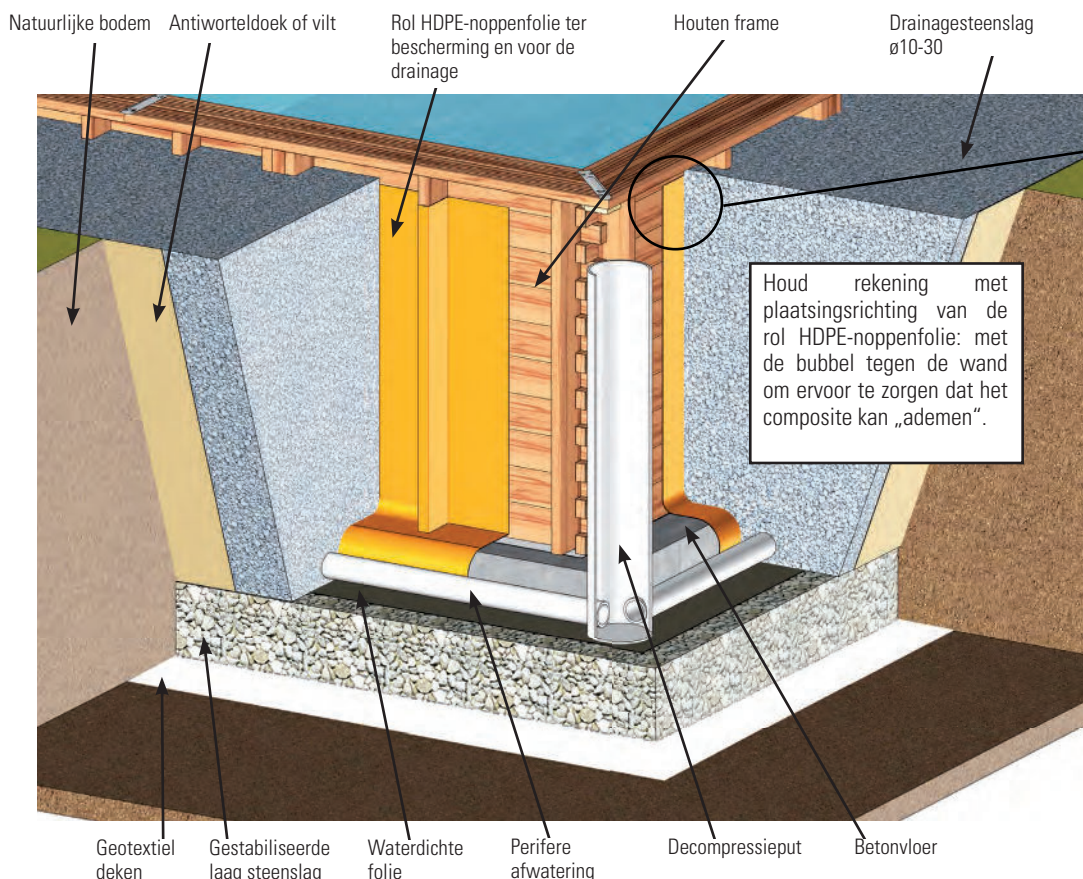 Natuurlijke bodem
Antiworteldoek of vilt
Rol HDPE-noppenfolie ter
bescherming en voor de
drainage
Houten frame
Drainagesteenslag
ø10-30
Houd rekening met
plaatsingsrichting van de
rol HDPE-noppenfolie: met
de bubbel tegen de wand
om ervoor te zorgen dat het
composite kan „ademen“.
Geotextiel
deken
Gestabiliseerde
laag steenslag
Waterdichte
folie
Perifere
afwatering
Decompressieput
Betonvloer